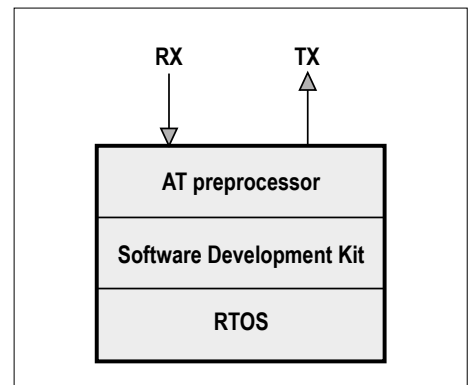 RX TX
AT preprocessor
Software Development Kit
RTOS